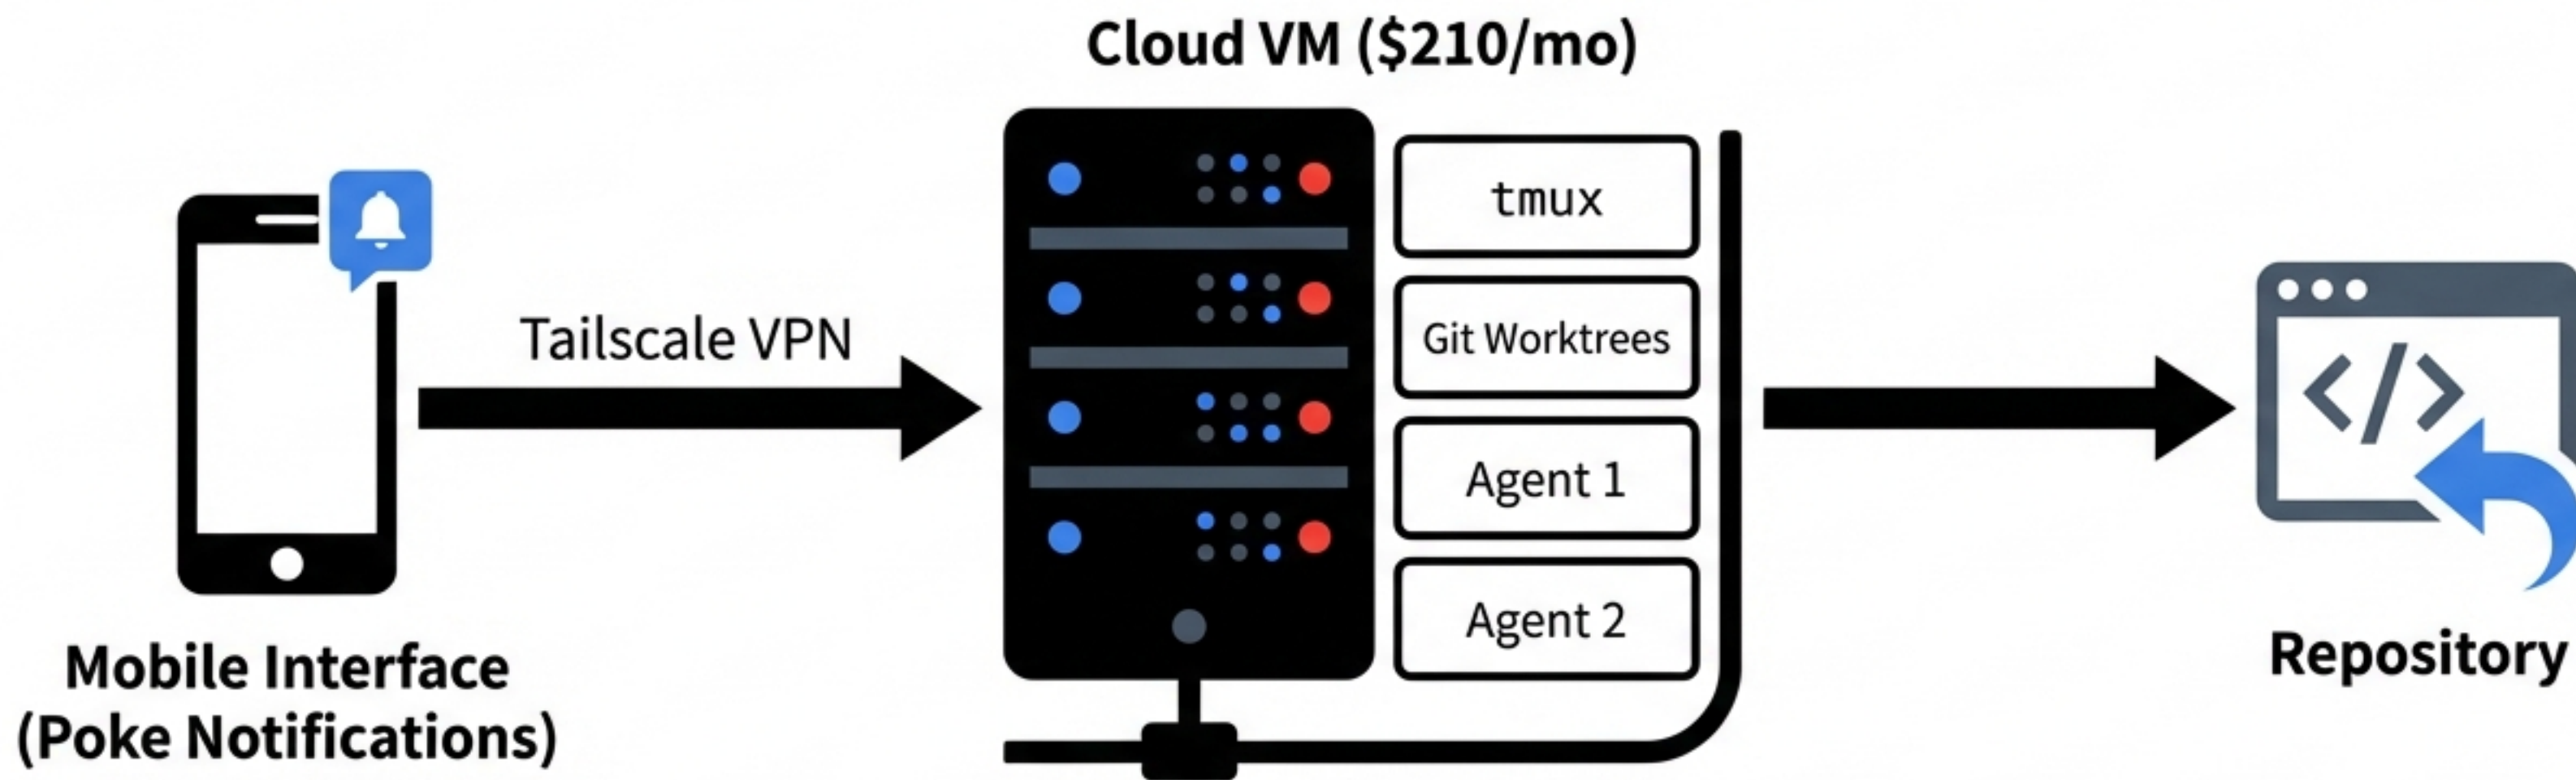 Cloud VM ($210/mo)
tmux
Git Worktrees
Agent 1
Agent 2
Tailscale VPN
Mobile Interface
(Poke Notifications)
Repository